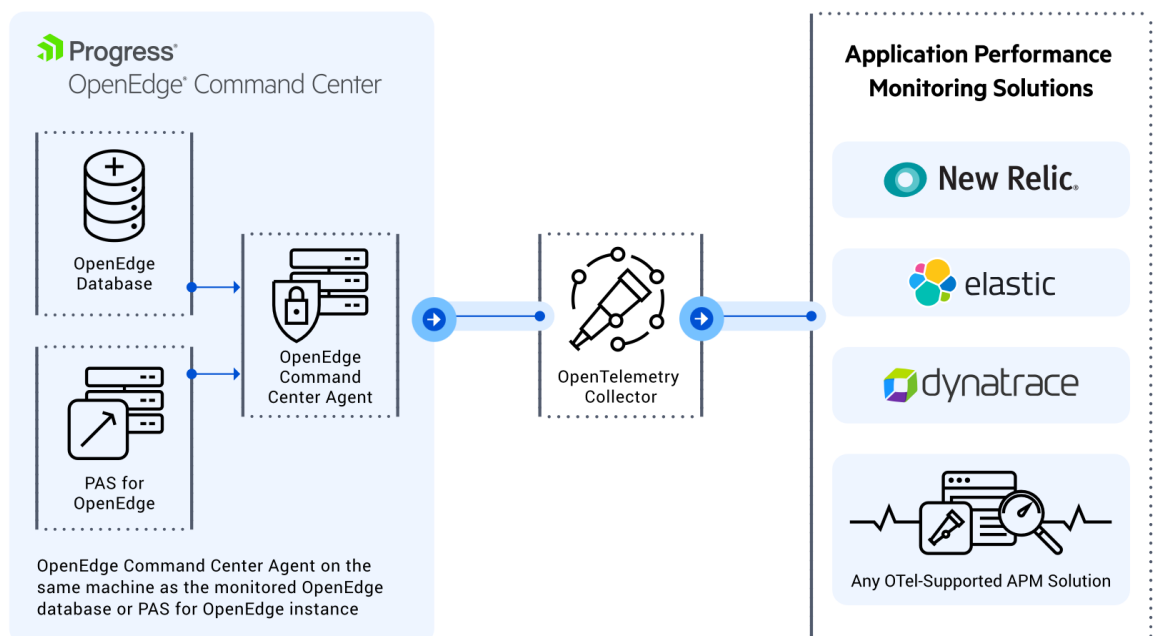 Progress®
OpenEdge® Command Center
OpenEdge
Database
PAS for
OpenEdge
OpenEdge
Command
Center Agent
OpenEdge Command Center Agent on the
same machine as the monitored OpenEdge
database or PAS for OpenEdge instance
OpenTelemetry
Collector
Application Performance
Monitoring Solutions
New Relic®
elastic
dynatrace
Any OTel-Supported APM Solution